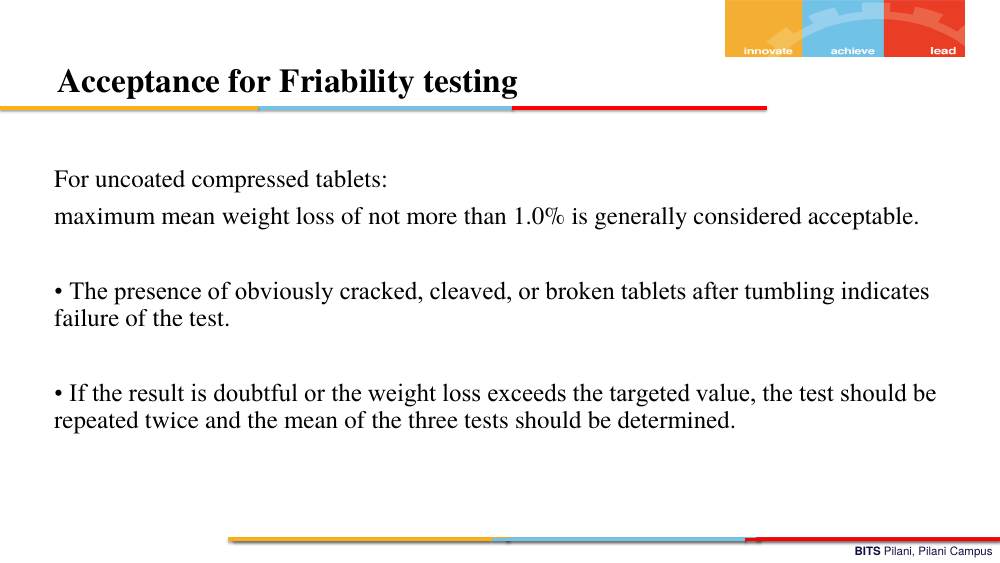 innovate achieve lead
Acceptance for Friability testing
For uncoated compressed tablets:
maximum mean weight loss of not more than 1.0% is generally considered acceptable.
• The presence of obviously cracked, cleaved, or broken tablets after tumbling indicates
failure of the test.
• If the result is doubtful or the weight loss exceeds the targeted value, the test should be
repeated twice and the mean of the three tests should be determined.
BITS Pilani, Pilani Campus